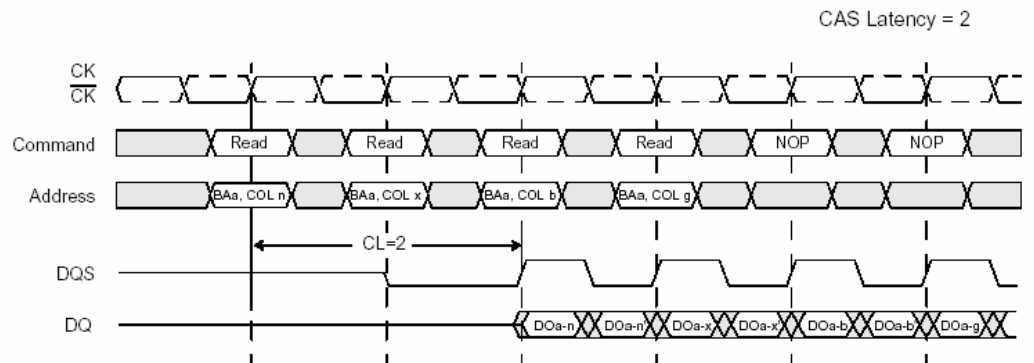 CAS Latency = 2
CK
CK
Command
Read
Read
Read
Read
NOP
NOP
Address
BAa, COL n
BAa, COL x
BAa, COL b
BAa, COL g
CL=2
DQS
DQ
DOa-n
DOa-n'
DOa-x
DOa-x'
DOa-b
DOa-b'
DOa-g